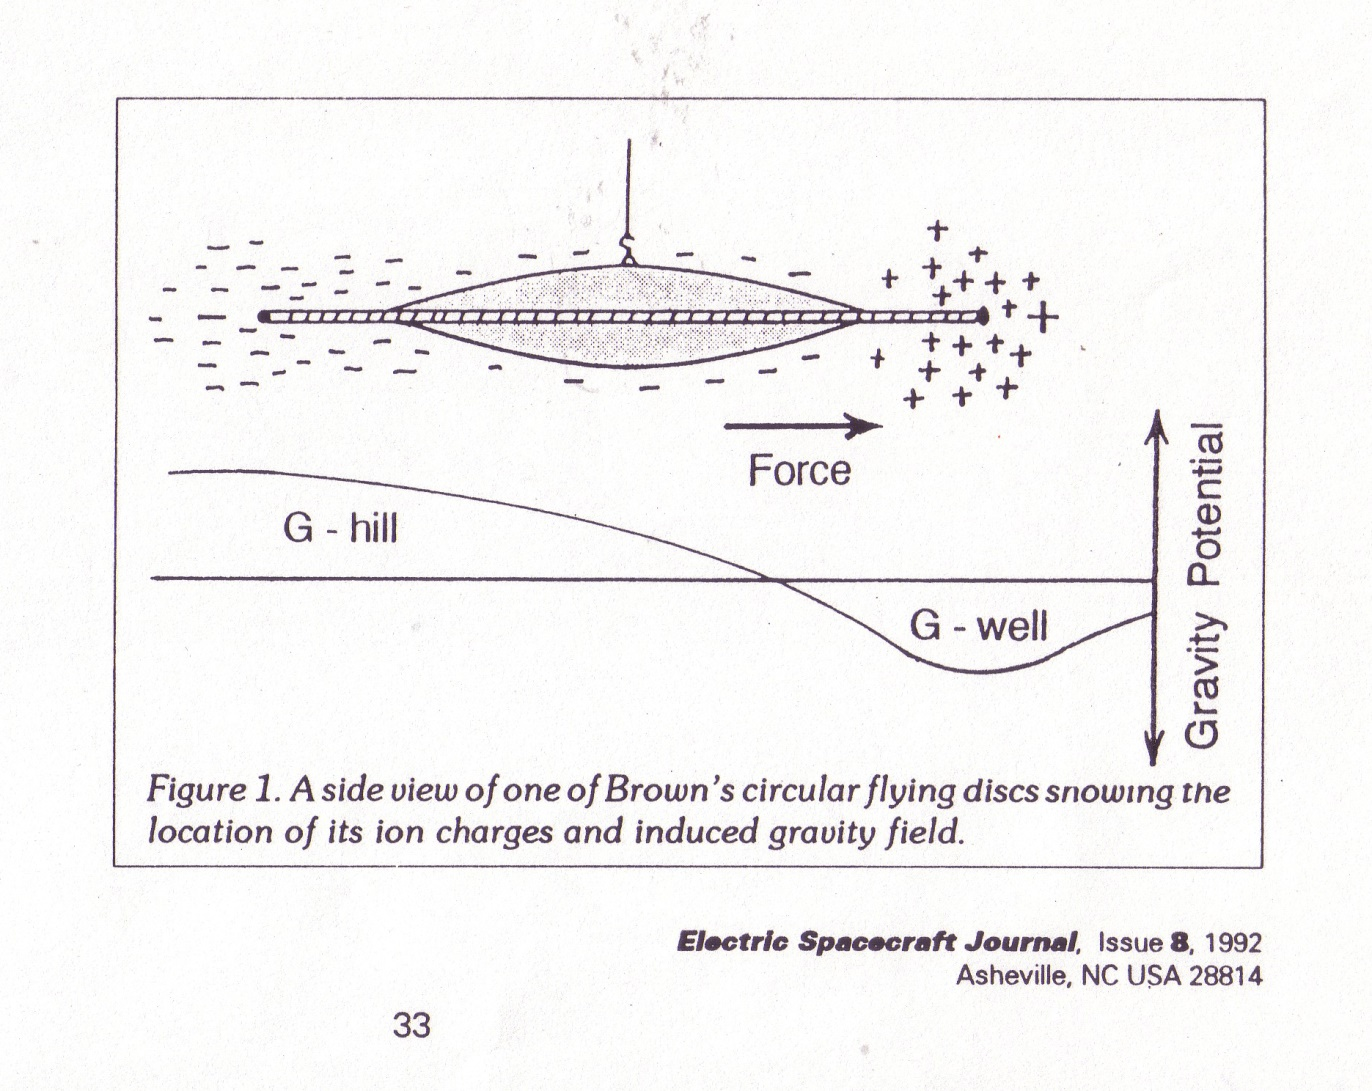 Force
G - hill
G - well
Gravity Potential
Figure 1. A side view of one of Brown's circular flying discs snowing the
location of its ion charges and induced gravity field.
Electric Spacecraft Journal, Issue 8, 1992
Asheville, NC USA 28814
33